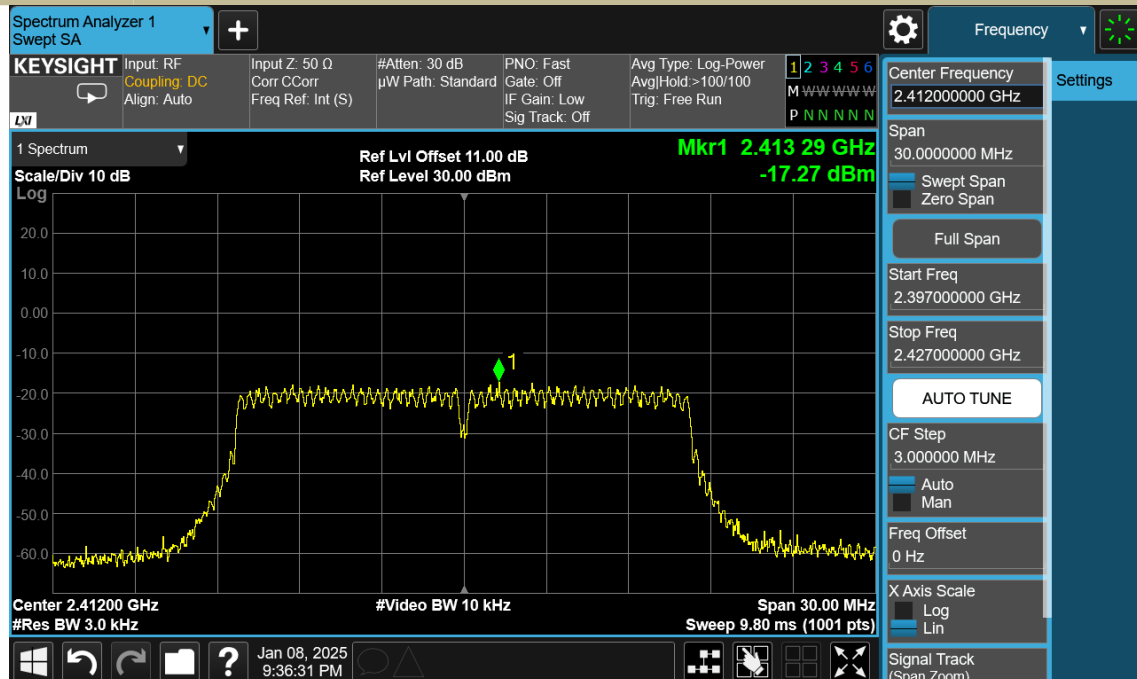 Spectrum Analyzer 1
Swept SA
+
Frequency
KEYSIGHT
LXI
Input: RF
Coupling: DC
Align: Auto
Input Z: 50 Ω
Corr CCorr
Freq Ref: Int (S)
#Atten: 30 dB
µW Path: Standard
PNO: Fast
Gate: Off
IF Gain: Low
Sig Track: Off
Avg Type: Log-Power
Avg|Hold:>100/100
Trig: Free Run
1 2 3 4 5 6
M W W W W W
P N N N N N
1 Spectrum
Scale/Div 10 dB
Log
Ref Lvl Offset 11.00 dB
Ref Level 30.00 dBm
Mkr1 2.413 29 GHz
-17.27 dBm
20.0
10.0
0.00
-10.0
-20.0
-30.0
-40.0
-50.0
-60.0
1
Center 2.41200 GHz
#Res BW 3.0 kHz
#Video BW 10 kHz
Span 30.00 MHz
Sweep 9.80 ms (1001 pts)
?
Jan 08, 2025
9:36:31 PM
Center Frequency
2.412000000 GHz
Span
30.0000000 MHz
Swept Span
Zero Span
Full Span
Start Freq
2.397000000 GHz
Stop Freq
2.427000000 GHz
AUTO TUNE
CF Step
3.000000 MHz
Auto
Man
Freq Offset
0 Hz
X Axis Scale
Log
Lin
Signal Track
(Span Zoom)
Settings